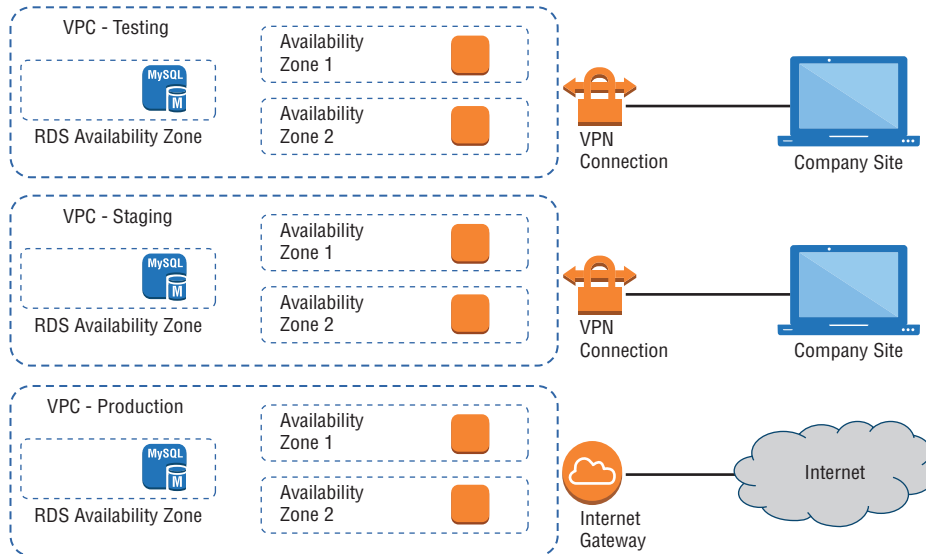 VPC - Testing
MySQL
M
RDS Availability Zone
Availability
Zone 1
Availability
Zone 2
VPN
Connection
Company Site
VPC - Staging
MySQL
M
RDS Availability Zone
Availability
Zone 1
Availability
Zone 2
VPN
Connection
Company Site
VPC - Production
MySQL
M
RDS Availability Zone
Availability
Zone 1
Availability
Zone 2
Internet
Gateway
Internet